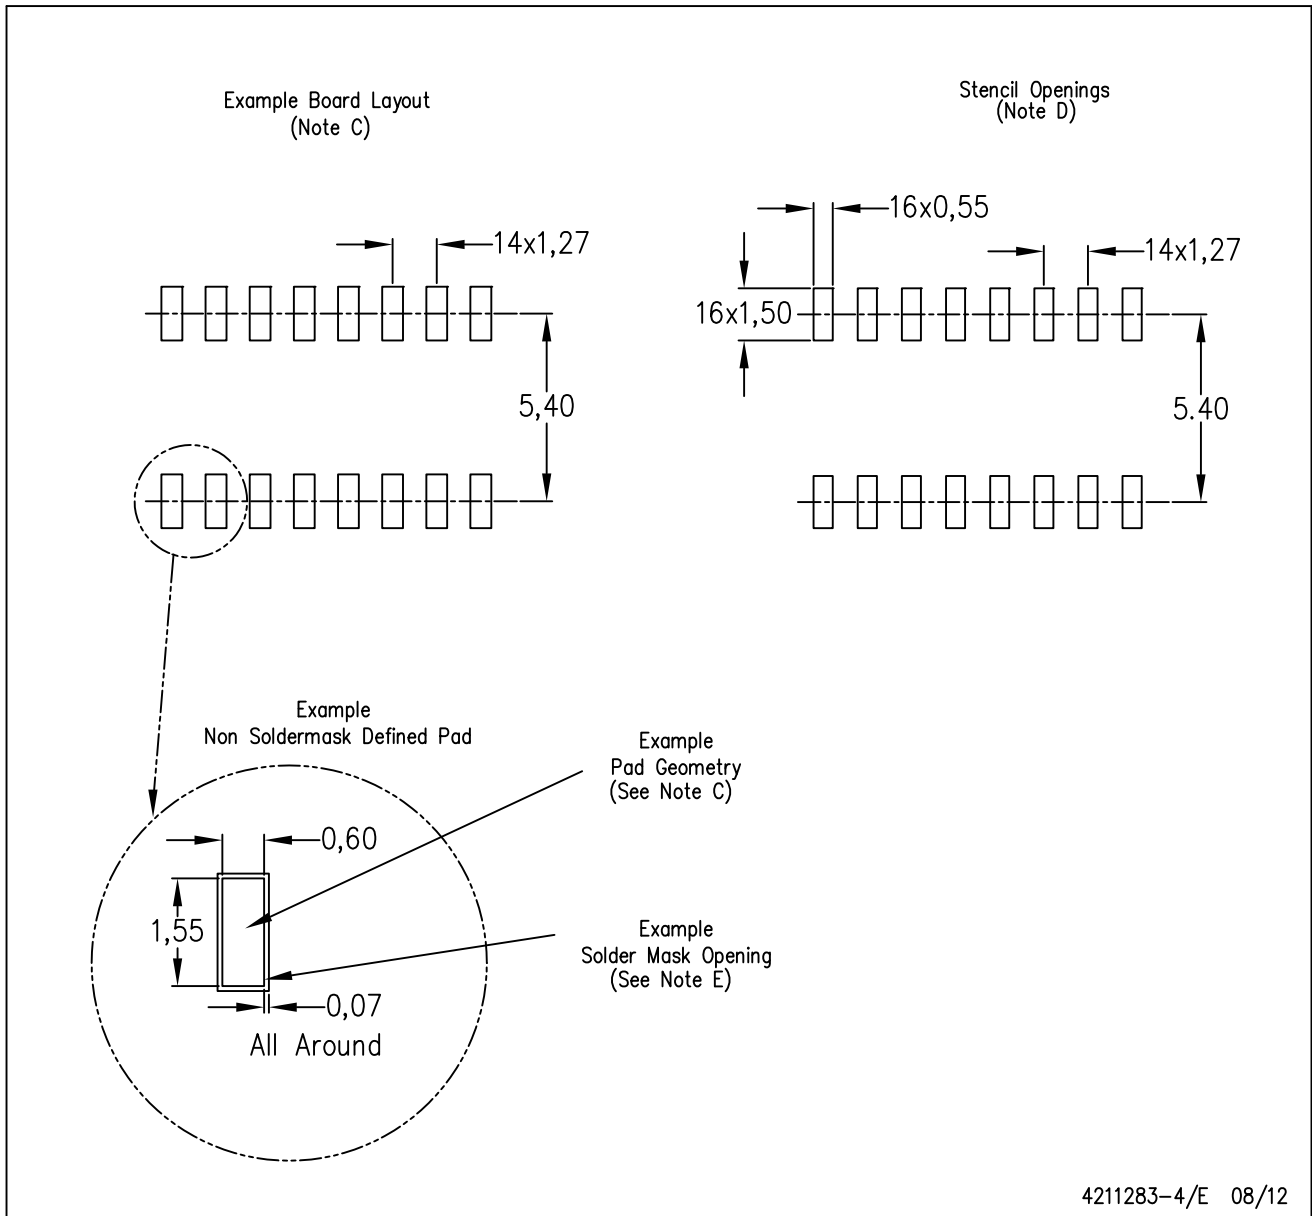 Example Board Layout
(Note C)
Stencil Openings
(Note D)
14x1,27
5,40
16x0,55
14x1,27
16x1,50
5.40
Example
Non Soldermask Defined Pad
Example
Pad Geometry
(See Note C)
0,60
1,55
Example
Solder Mask Opening
(See Note E)
0,07
All Around
4211283-4/E 08/12